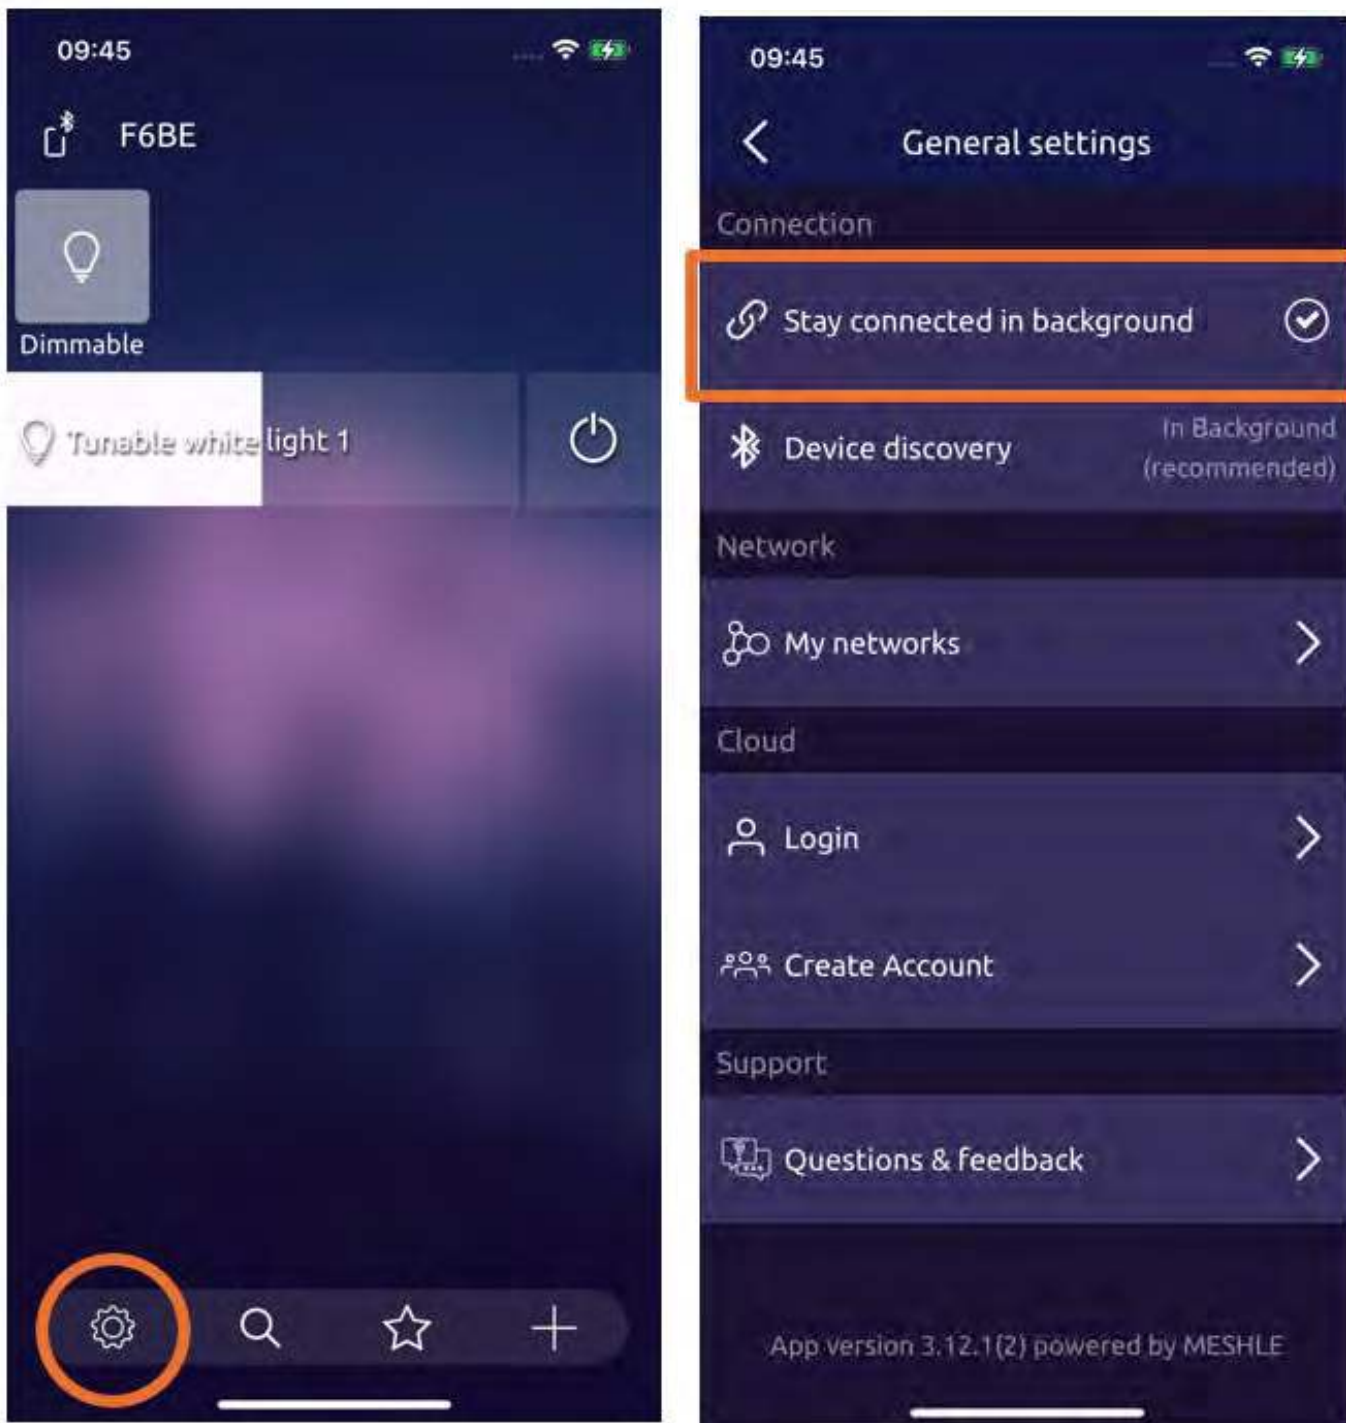 09:45
F6BE
Dimmable
Tunable white light 1
09:45
General settings
Connection
Stay connected in background
Device discovery
In Background
(recommended)
Network
My networks
Cloud
Login
Create Account
Support
Questions & feedback
App version 3.12.1(2) powered by MESHLE